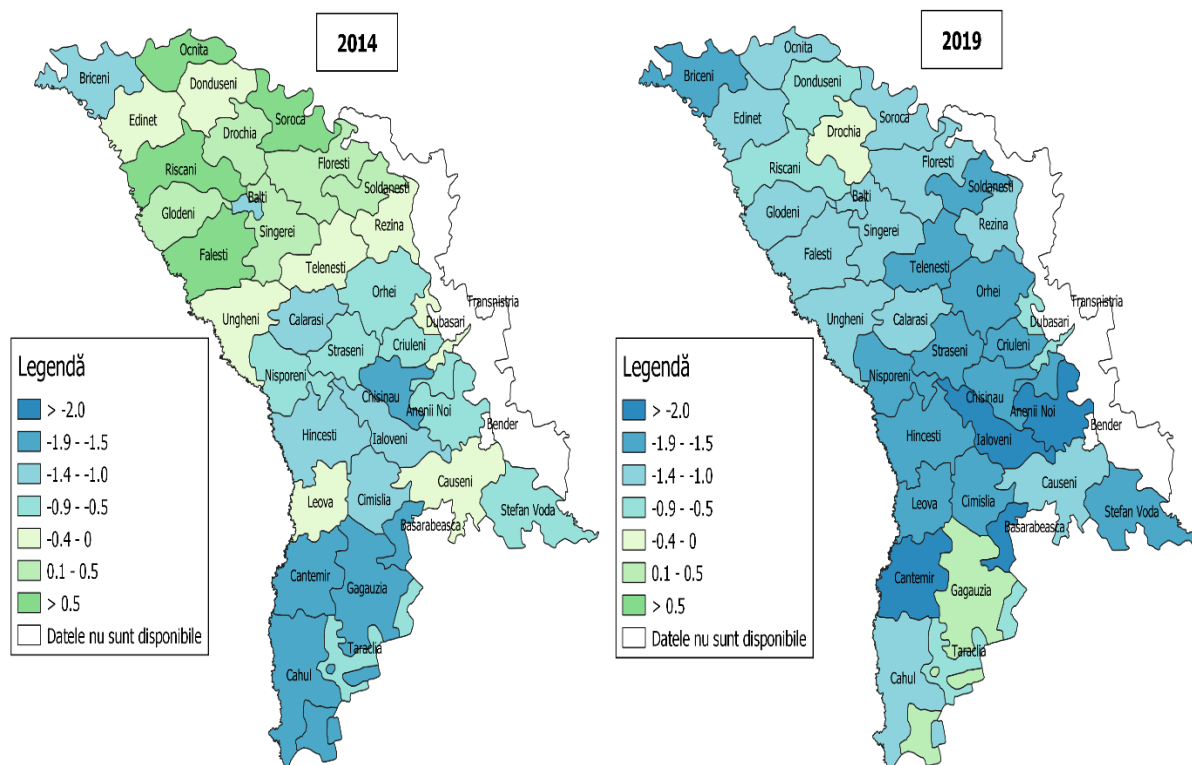 2014
Ocnita
Briceni
Donduseni
Edinet
Soroca
Drochia
Riscani
Floresti
Balti
Soldanesti
Glodeni
Singerei
Rezina
Falesti
Telenesti
Orhei
Transnistria
Ungheni
Calarasi
Dubasari
Straseni
Criuleni
Nisporeni
Chisinau
Anenii Noi
Bender
Hincesti
Ialoveni
Causeni
Leova
Cimislia
Stefan Voda
Basarabeasca
Cantemir
Gagauzia
Taraclia
Cahul
Legendă
> -2.0
-1.9 - -1.5
-1.4 - -1.0
-0.9 - -0.5
-0.4 - 0
0.1 - 0.5
> 0.5
Datele nu sunt disponibile
2019
Ocnita
Briceni
Donduseni
Edinet
Soroca
Drochia
Riscani
Floresti
Balti
Soldanesti
Glodeni
Singerei
Rezina
Falesti
Telenesti
Orhei
Transnistria
Ungheni
Calarasi
Dubasari
Straseni
Criuleni
Nisporeni
Chisinau
Anenii Noi
Bender
Hincesti
Ialoveni
Causeni
Leova
Cimislia
Stefan Voda
Basarabeasca
Cantemir
Gagauzia
Taraclia
Cahul
Legendă
> -2.0
-1.9 - -1.5
-1.4 - -1.0
-0.9 - -0.5
-0.4 - 0
0.1 - 0.5
> 0.5
Datele nu sunt disponibile